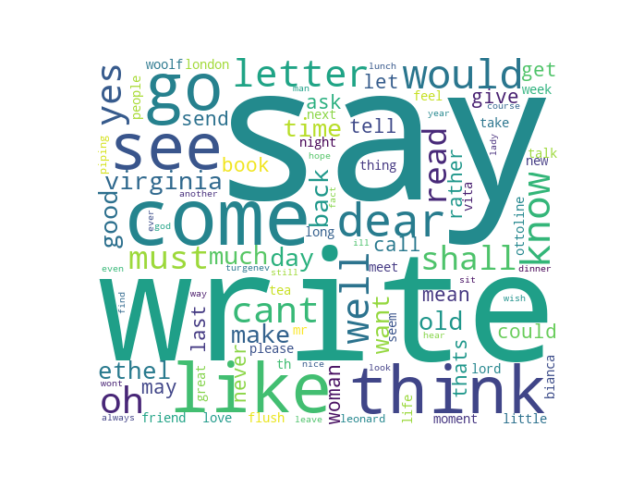 woolf london
yes people go letter would get
send let give week
see ask next man lunch feel year course
say
time tell take lady
piping night hope read talk
book thing rather new
virginia another back vita
good come dear know
ever god long call ottoline
must much day well shall
even turgenev still fact ill meet sit dinner
write
tea want mean wish
find cant seem
last way make mr old could
please hear thats
ethel th nice look lord bianca
oh may like never woman think
wont great life
always friend love flush leave leonard moment little